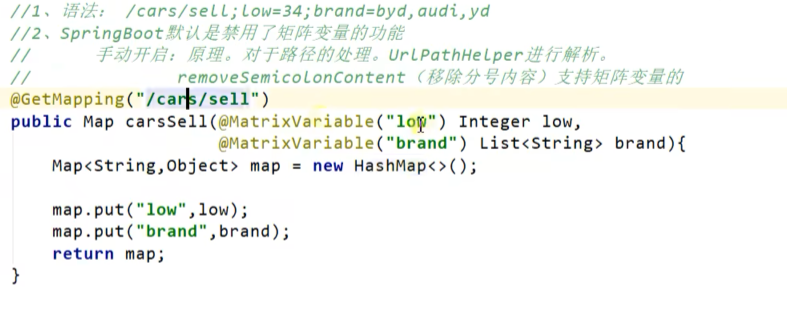 //1、语法: /cars/sell;low=34;brand=byd,audi,yd
//2、SpringBoot默认是禁用了矩阵变量的功能
//      手动开启：原理。对于路径的处理。UrlPathHelper进行解析。
//              removeSemicolonContent（移除分号内容）支持矩阵变量的
@GetMapping("/cars/sell")
public Map carsSell(@MatrixVariable("low") Integer low,
                    @MatrixVariable("brand") List<String> brand){
    Map<String,Object> map = new HashMap<>();
    map.put("low",low);
    map.put("brand",brand);
    return map;
}